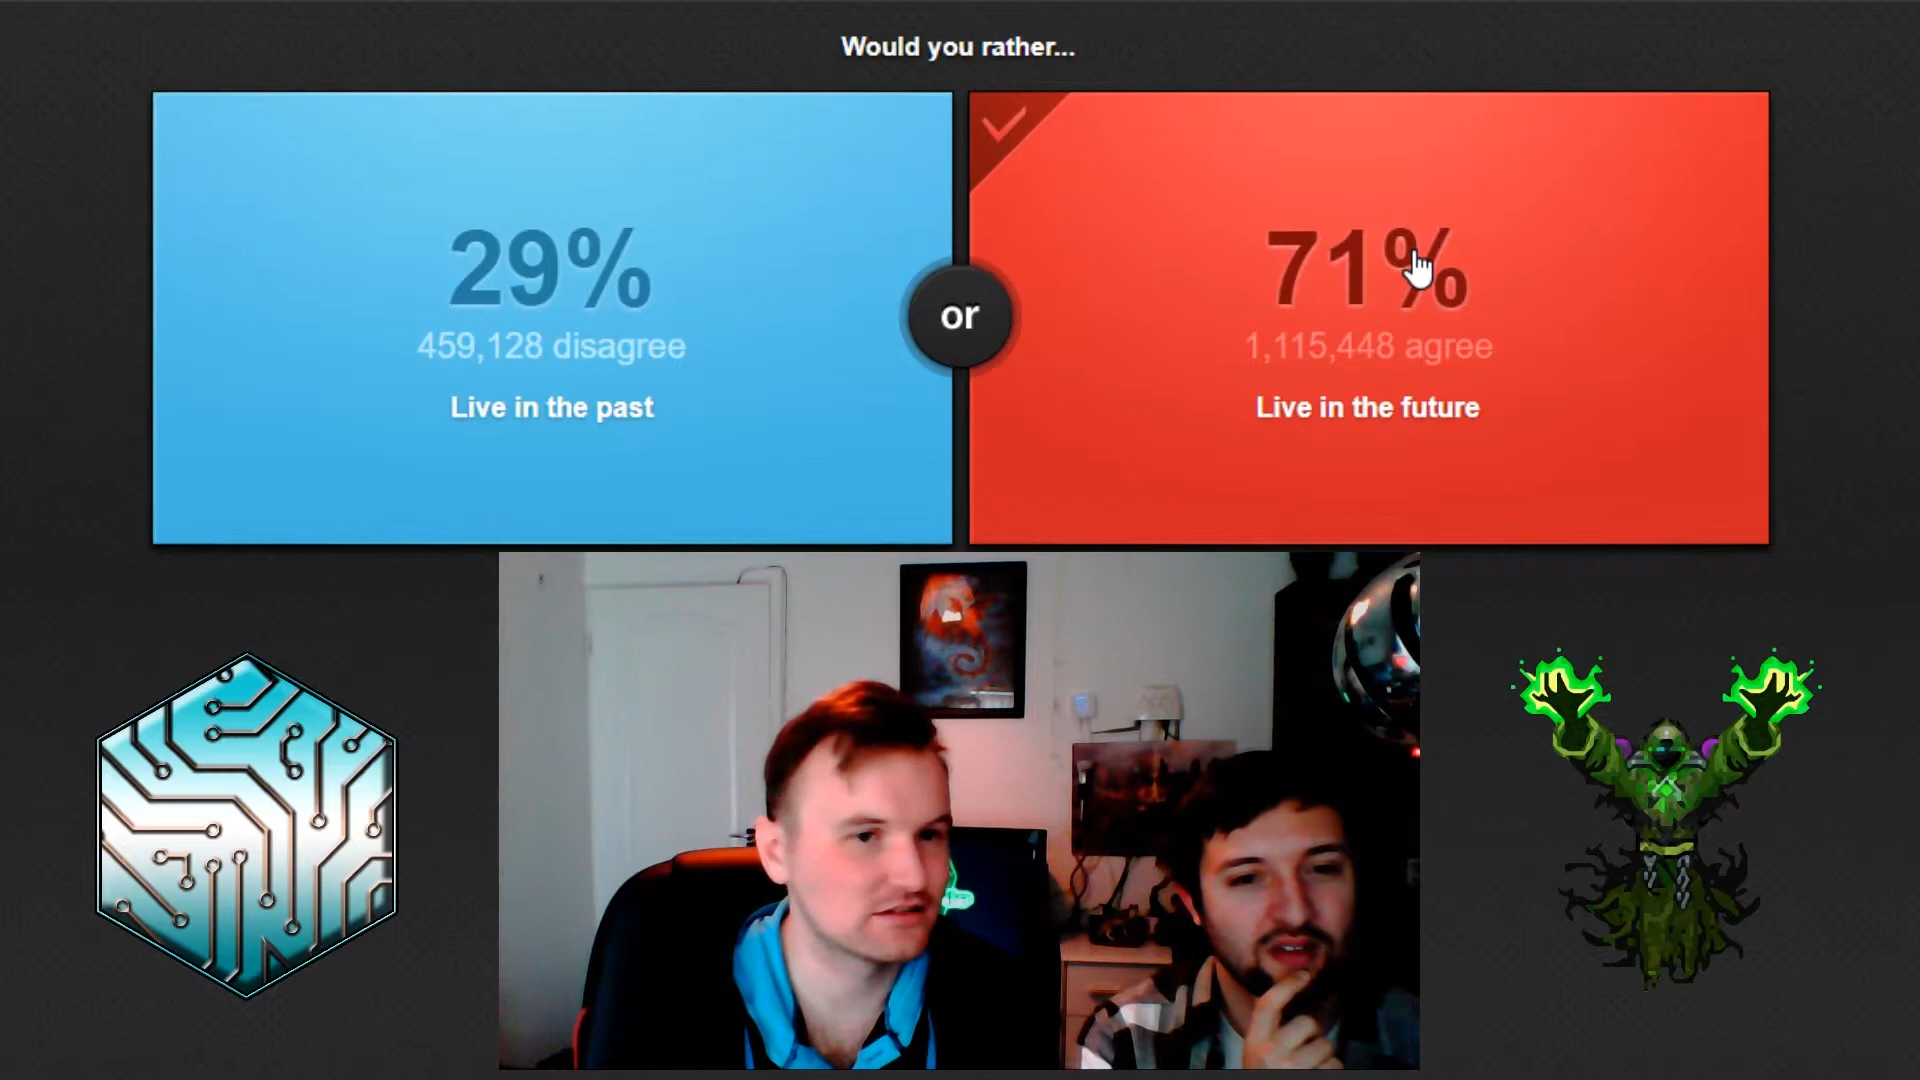 Would you rather...
29%
459,128 disagree
Live in the past
or
71%
1,115,448 agree
Live in the future